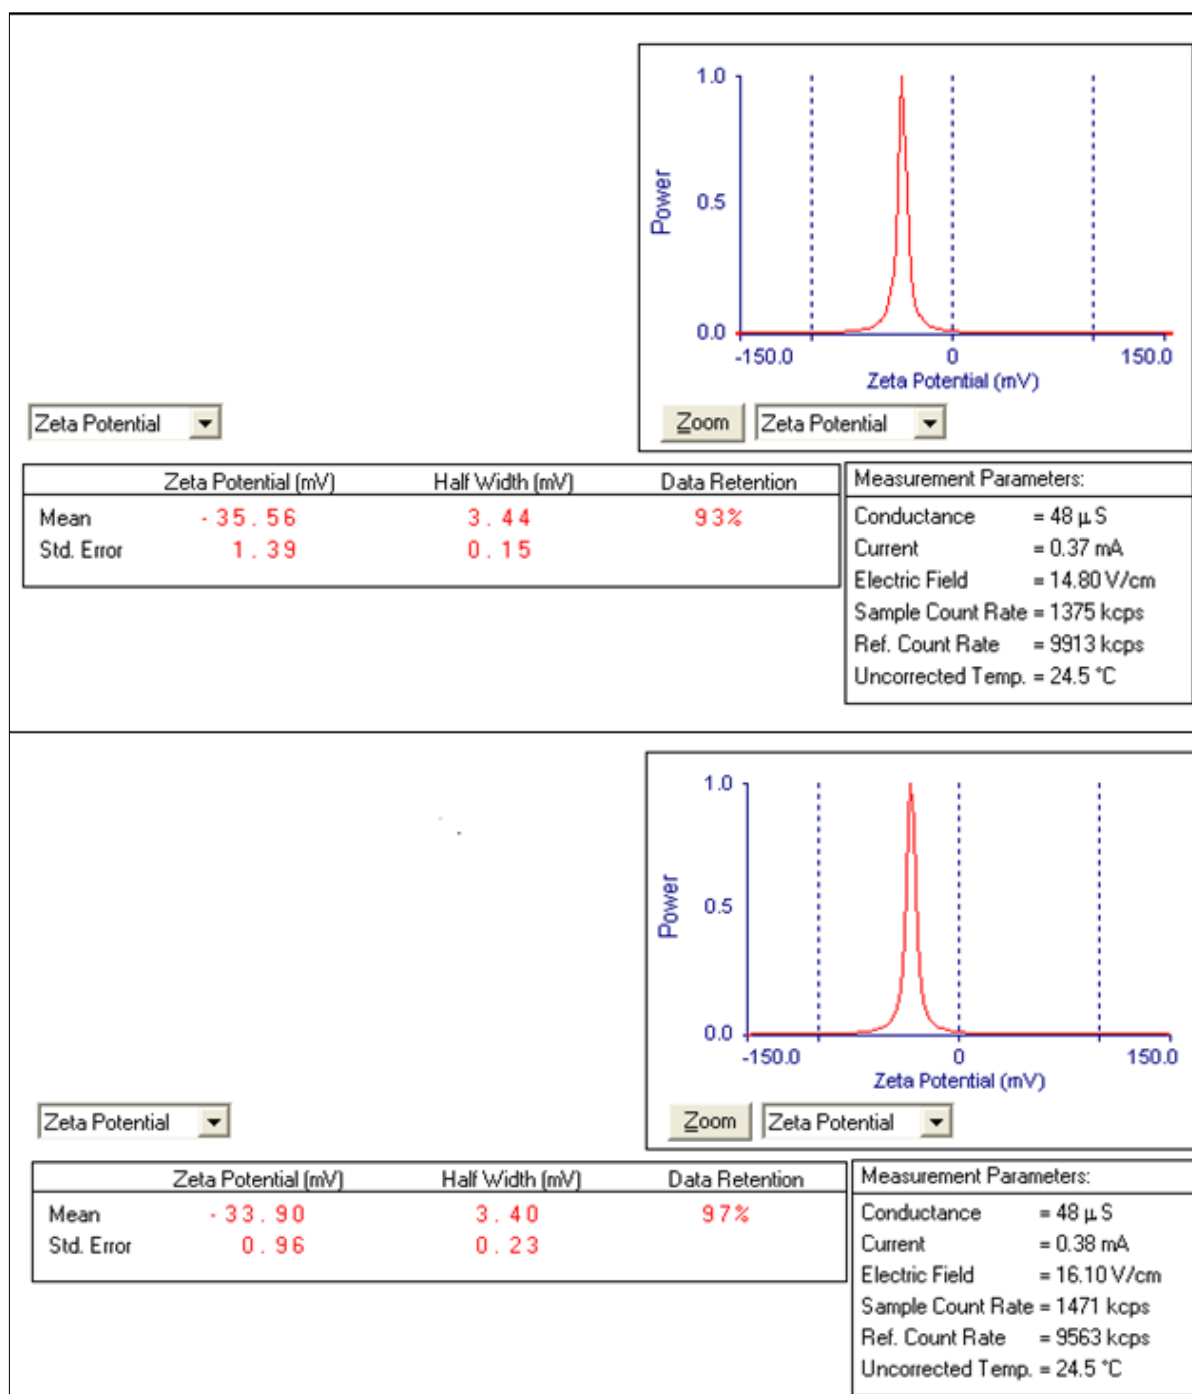 1.0
0.5
0.0
Power
-150.0 0 150.0
Zeta Potential (mV)
Zeta Potential
Zoom Zeta Potential
Zeta Potential (mV) Half Width (mV) Data Retention
Mean -35.56 3.44 93%
Std. Error 1.39 0.15
Measurement Parameters:
Conductance = 48 µS
Current = 0.37 mA
Electric Field = 14.80 V/cm
Sample Count Rate = 1375 kcps
Ref. Count Rate = 9913 kcps
Uncorrected Temp. = 24.5 °C
1.0
0.5
0.0
Power
-150.0 0 150.0
Zeta Potential (mV)
Zeta Potential
Zoom Zeta Potential
Zeta Potential (mV) Half Width (mV) Data Retention
Mean -33.90 3.40 97%
Std. Error 0.96 0.23
Measurement Parameters:
Conductance = 48 µS
Current = 0.38 mA
Electric Field = 16.10 V/cm
Sample Count Rate = 1471 kcps
Ref. Count Rate = 9563 kcps
Uncorrected Temp. = 24.5 °C